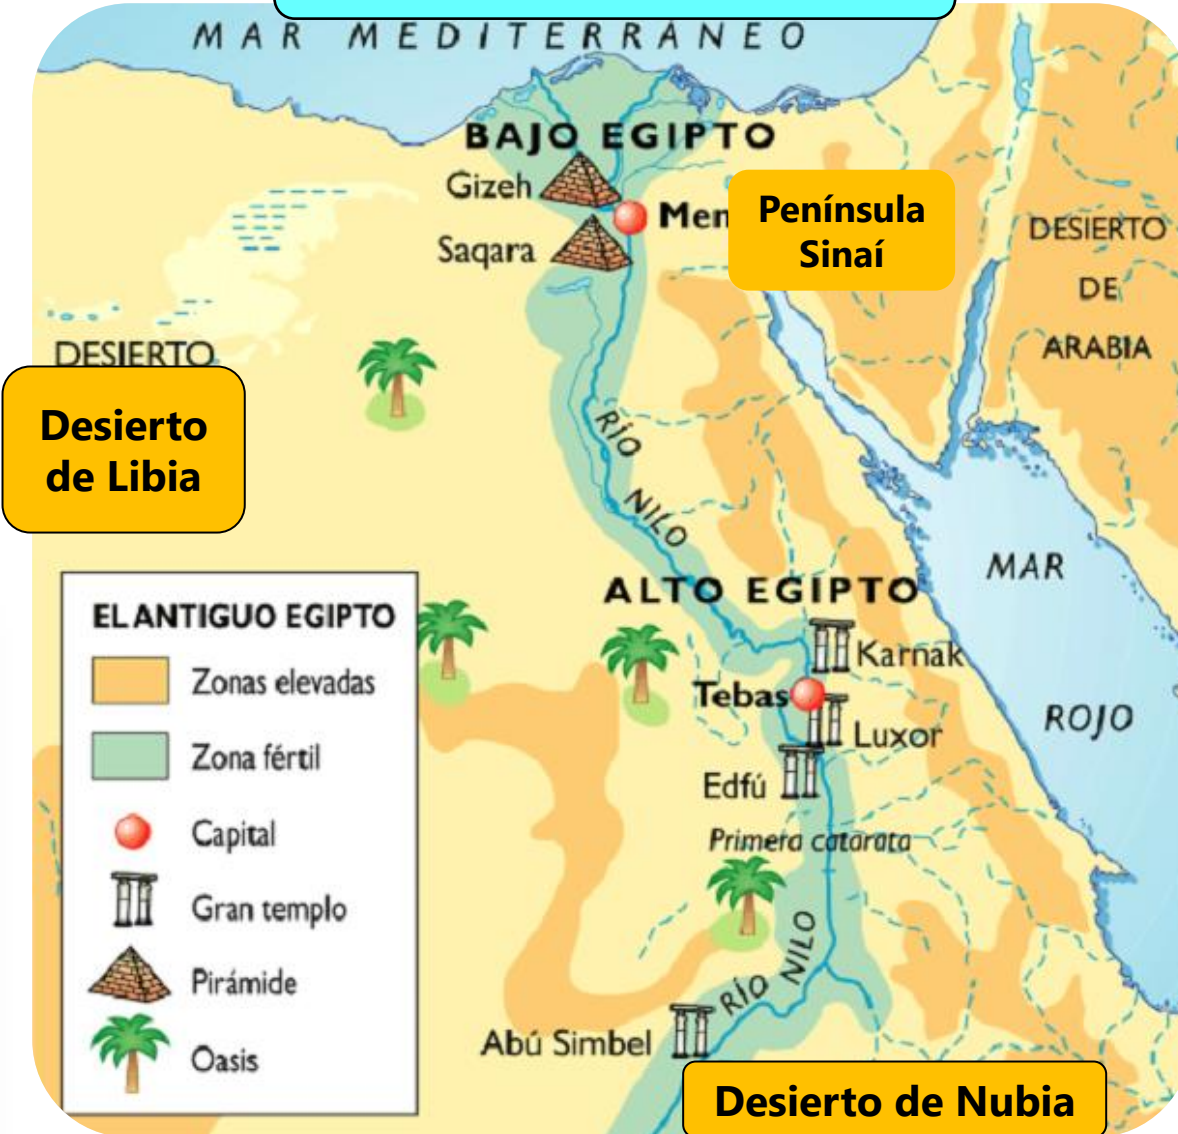 MAR MEDITERRÁNEO
BAJO EGIPTO
Gizeh
Men
Saqara
Península
Sinaí
DESIERTO
DE
ARABIA
DESIERTO
Desierto
de Libia
RÍO
NILO
MAR
ROJO
ALTO EGIPTO
Karnak
Tebas
Luxor
Edfú
Primera catarata
RÍO NILO
Abú Simbel
Desierto de Nubia
EL ANTIGUO EGIPTO
Zonas elevadas
Zona fértil
Capital
Gran templo
Pirámide
Oasis